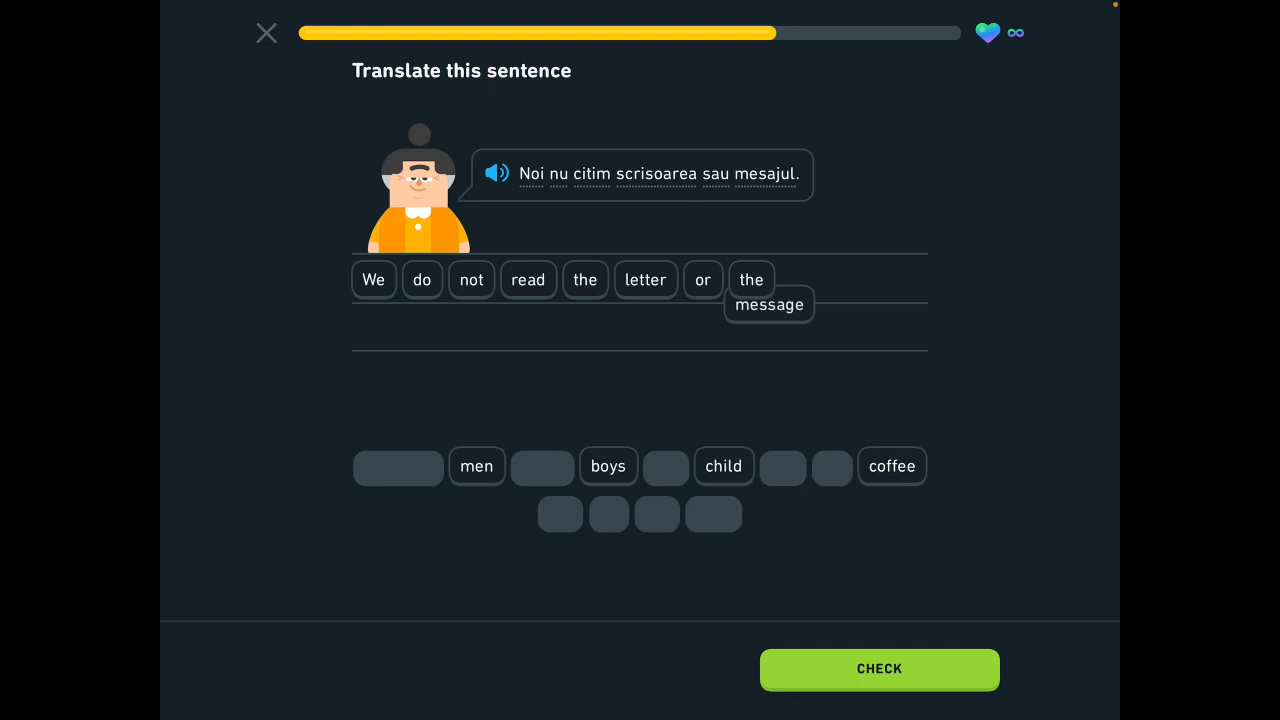 Translate this sentence
Noi nu citim scrisoarea sau mesajul.
We do not read the letter or the
message
men boys child coffee
CHECK